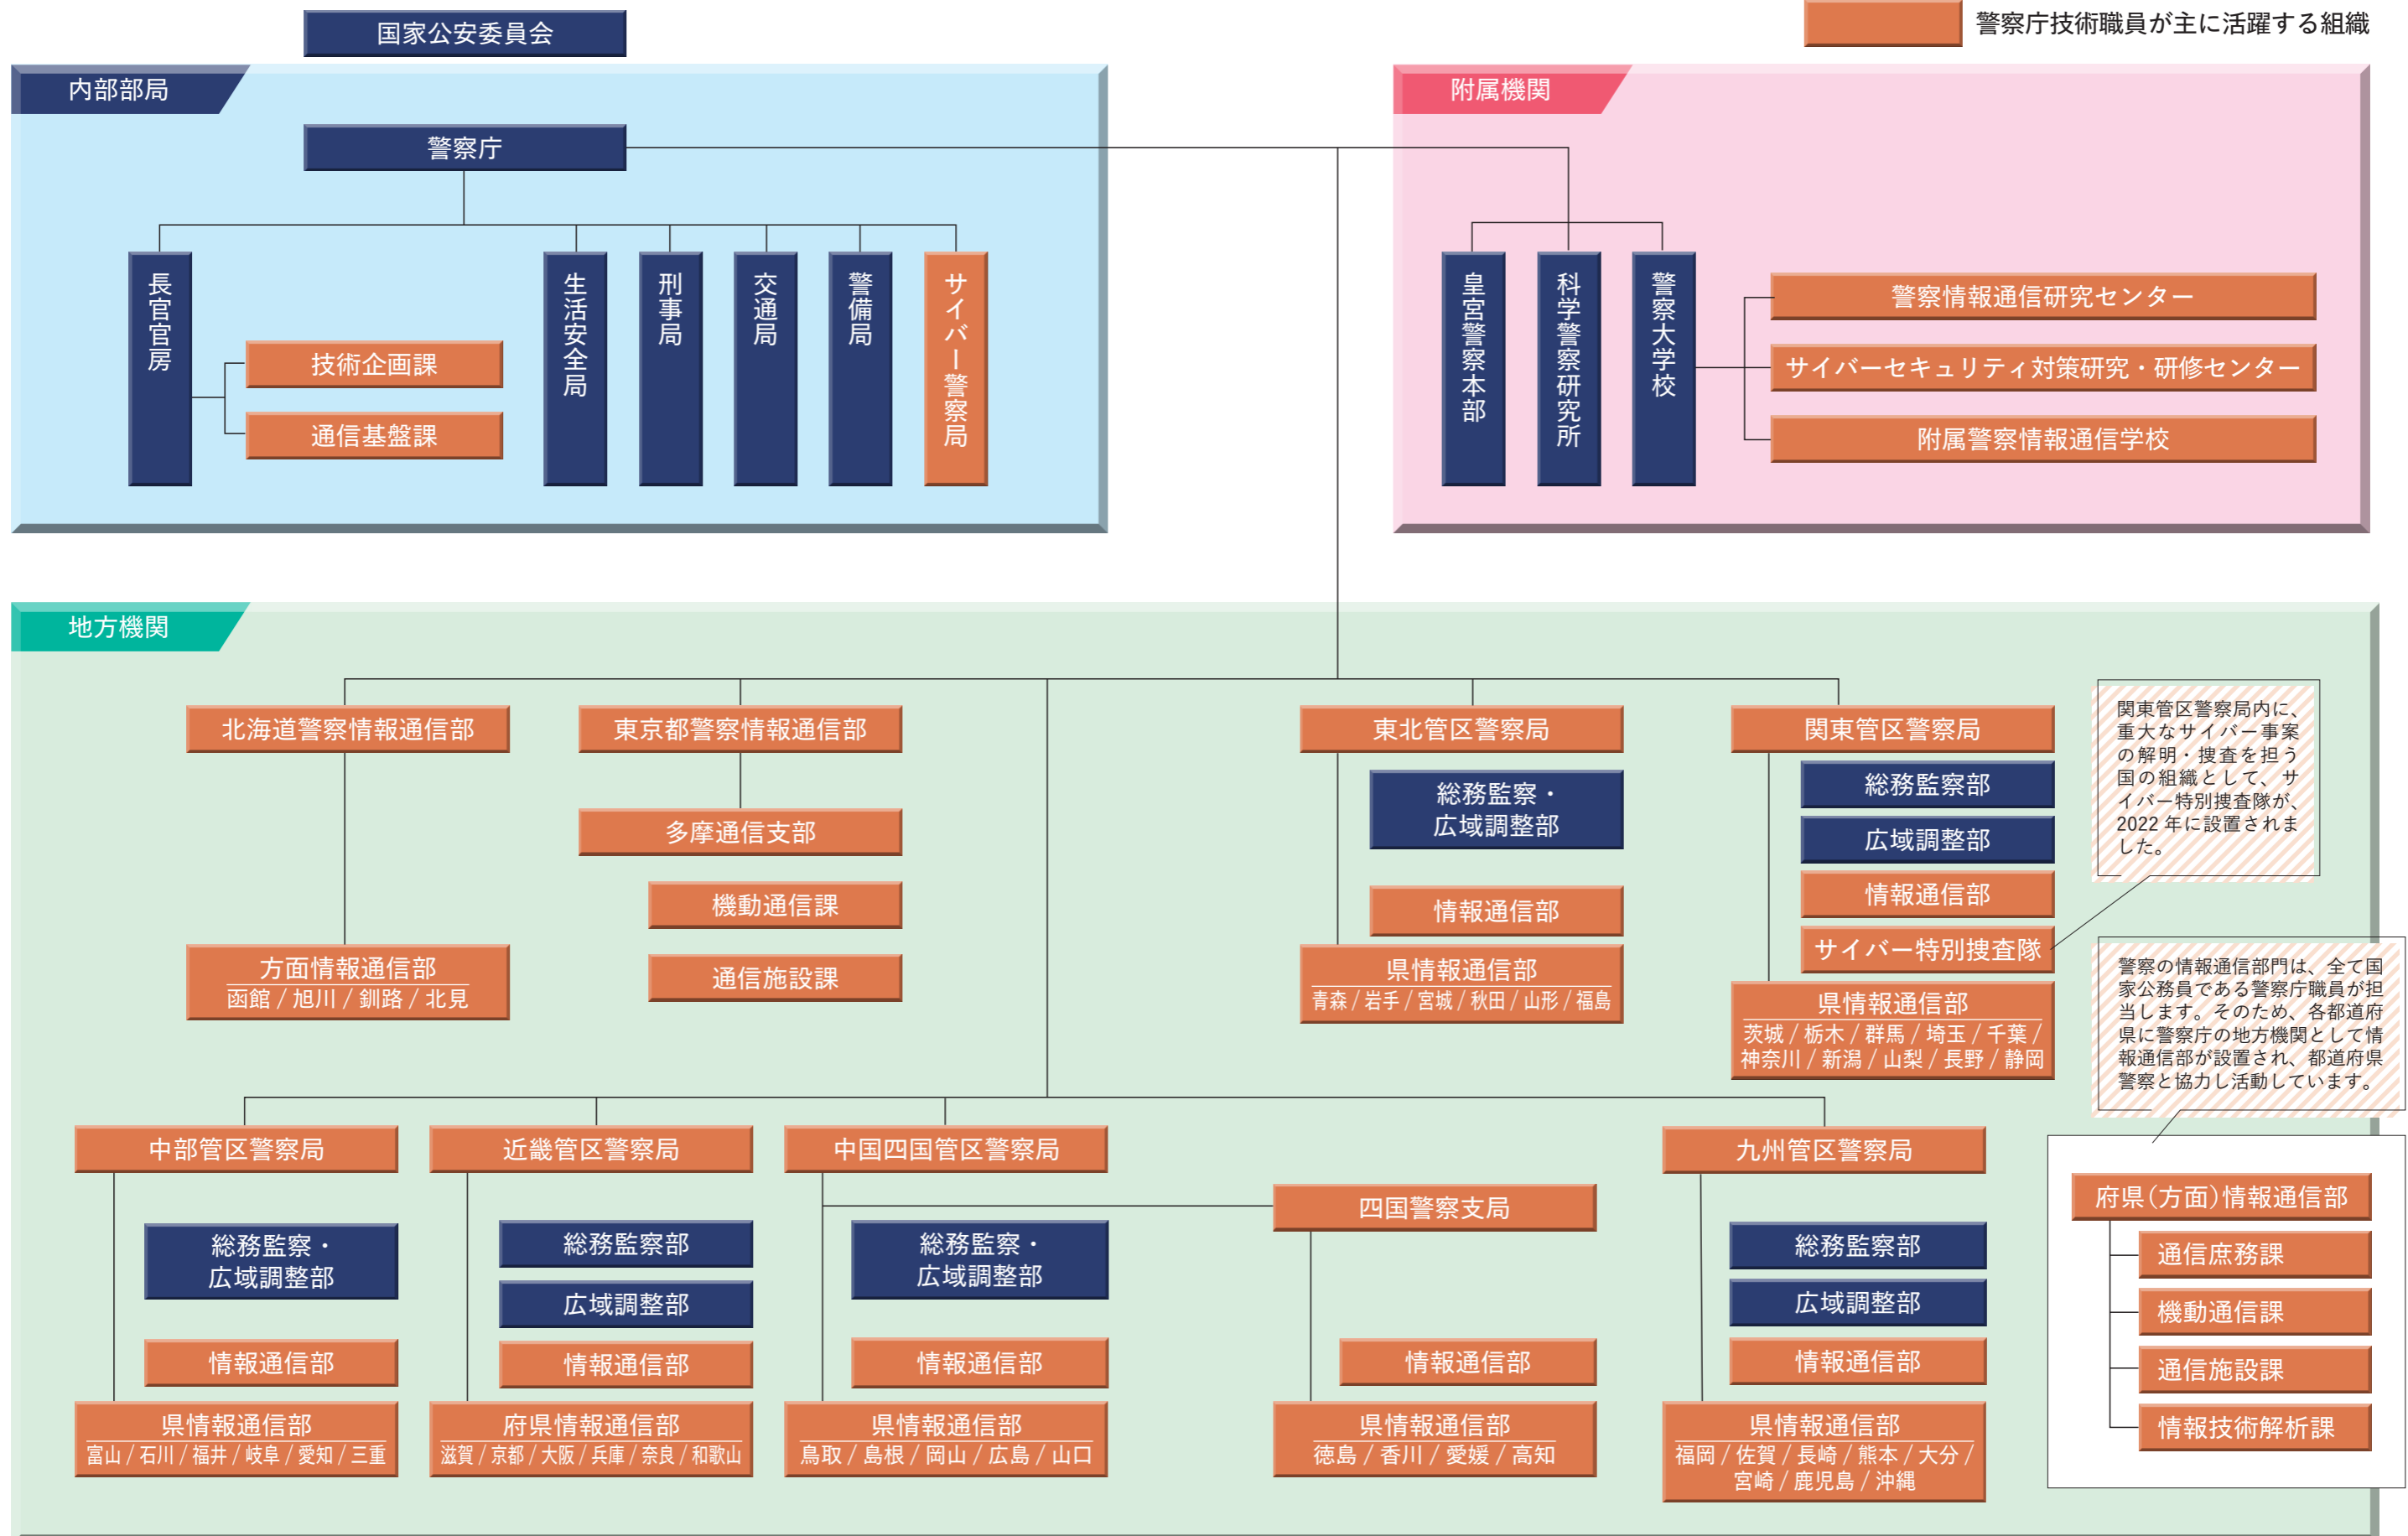 国家公安委員会
警察庁技術職員が主に活躍する組織
内部部局
警察庁
長官官房
技術企画課
通信基盤課
生活安全局
刑事局
交通局
警備局
サイバー警察局
附属機関
皇宮警察本部
科学警察研究所
警察大学校
警察情報通信研究センター
サイバーセキュリティ対策研究・研修センター
附属警察情報通信学校
地方機関
北海道警察情報通信部
方面情報通信部
函館 / 旭川 / 釧路 / 北見
東京都警察情報通信部
多摩通信支部
機動通信課
通信施設課
東北管区警察局
総務監察・
広域調整部
情報通信部
県情報通信部
青森 / 岩手 / 宮城 / 秋田 / 山形 / 福島
関東管区警察局
総務監察部
広域調整部
情報通信部
サイバー特別捜査隊
県情報通信部
茨城 / 栃木 / 群馬 / 埼玉 / 千葉 /
神奈川 / 新潟 / 山梨 / 長野 / 静岡
関東管区警察局内に、
重大なサイバー事案
の解明・捜査を担う
国の組織として、サ
イバー特別捜査隊が、
2022 年に設置されま
した。
警察の情報通信部門は、全て国
家公務員である警察庁職員が担
当します。そのため、各都道府
県に警察庁の地方機関として情
報通信部が設置され、都道府県
警察と協力し活動しています。
中部管区警察局
総務監察・
広域調整部
情報通信部
県情報通信部
富山 / 石川 / 福井 / 岐阜 / 愛知 / 三重
近畿管区警察局
総務監察部
広域調整部
情報通信部
府県情報通信部
滋賀 / 京都 / 大阪 / 兵庫 / 奈良 / 和歌山
中国四国管区警察局
総務監察・
広域調整部
情報通信部
県情報通信部
鳥取 / 島根 / 岡山 / 広島 / 山口
四国警察支局
情報通信部
県情報通信部
徳島 / 香川 / 愛媛 / 高知
九州管区警察局
総務監察部
広域調整部
情報通信部
県情報通信部
福岡 / 佐賀 / 長崎 / 熊本 / 大分 /
宮崎 / 鹿児島 / 沖縄
府県（方面）情報通信部
通信庶務課
機動通信課
通信施設課
情報技術解析課